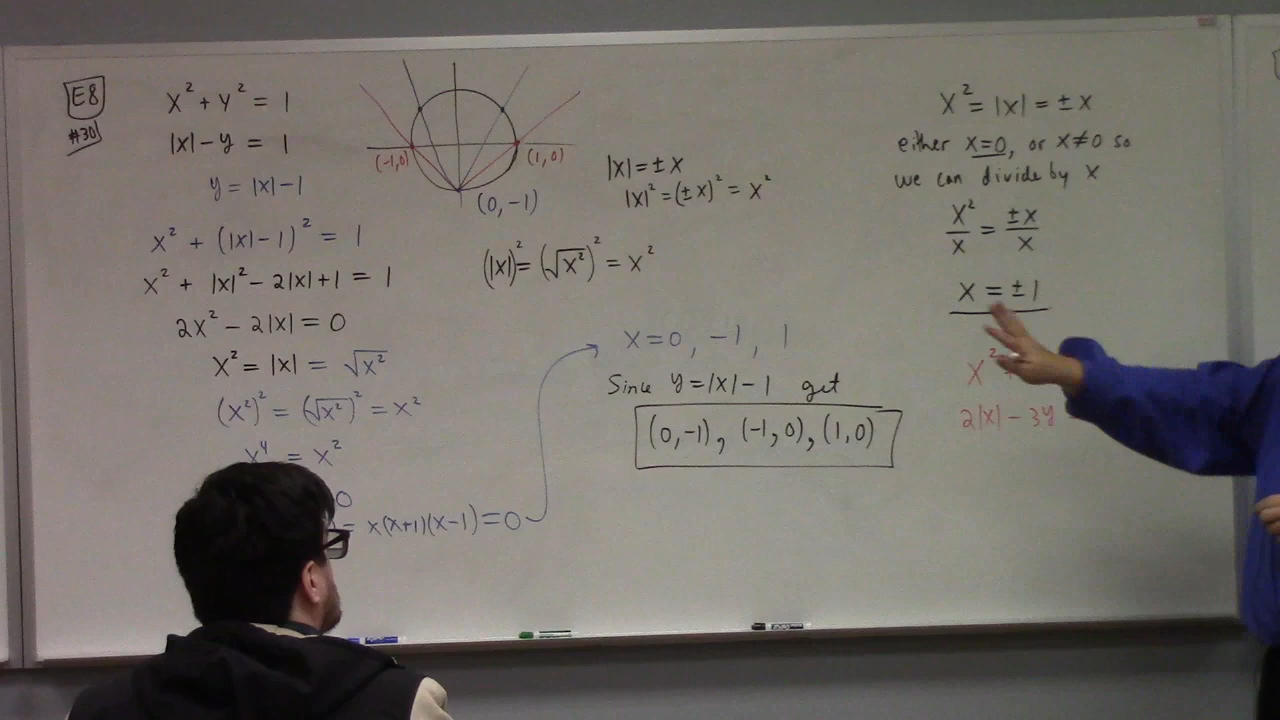 E8
#30
x² + y² = 1
|x| - y = 1
y = |x| - 1
x² + (|x| - 1)² = 1
x² + |x|² - 2|x| + 1 = 1
2x² - 2|x| = 0
x² = |x| = √x²
(x²)² = (√x²)² = x²
x⁴ = x²
0
= x(x+1)(x-1) = 0
(-1,0)
(1,0)
(0,-1)
|x| = ± x
|x|² = (± x)² = x²
(|x|)² = (√x²)² = x²
x = 0, -1, 1
Since y = |x| - 1 get
(0,-1), (-1,0), (1,0)
x² = |x| = ± x
either x=0, or x≠0 so
we can divide by x
x²/x = ±x/x
x = ±1
x²
2|x| - 3y